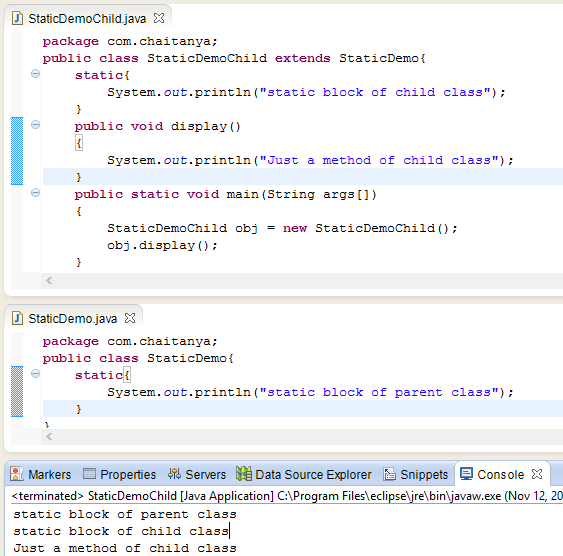 StaticDemoChild.java
package com.chaitanya;
public class StaticDemoChild extends StaticDemo{
static{
System.out.println("static block of child class");
}
public void display()
{
System.out.println("Just a method of child class");
}
public static void main(String args[])
{
StaticDemoChild obj = new StaticDemoChild();
obj.display();
}
StaticDemo.java
package com.chaitanya;
public class StaticDemo{
static{
System.out.println("static block of parent class");
}
}
Markers Properties Servers Data Source Explorer Snippets Console
<terminated> StaticDemoChild [Java Application] C:\Program Files\eclipse\jre\bin\javaw.exe (Nov 12, 20
static block of parent class
static block of child class
Just a method of child class